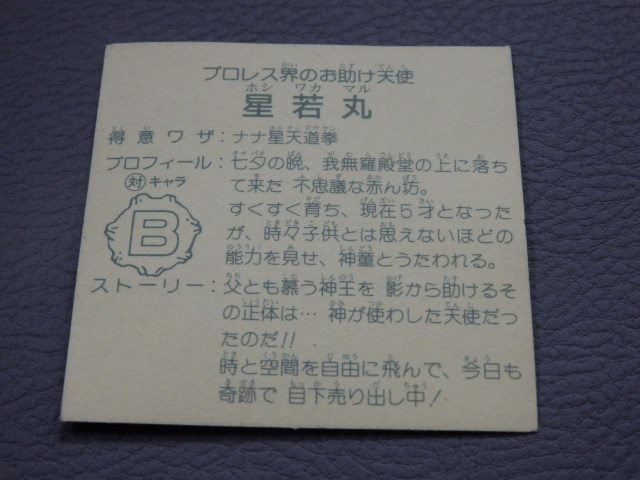 プロレス界のお助け天使
星若丸
得意ワザ：ナナ星天道拳
プロフィール：七夕の晩、我無羅殿堂の上に落ち
て来た 不思議な赤ん坊。
すくすく育ち、現在5才となった
が、時々子供とは思えないほどの
能力を見せ、神童とうたわれる。
対キャラ
B
ストーリー：父とも慕う神王を 影から助けるそ
の正体は…神が使わした天使だっ
たのだ!!
時と空間を自由に飛んで、今日も
奇跡で 目下売り出し中！